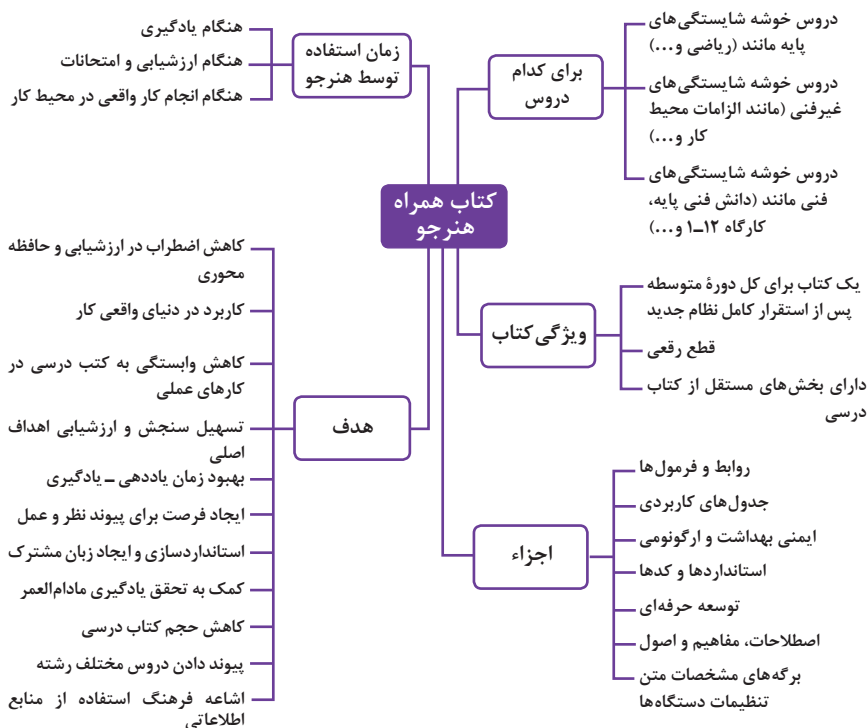 کتاب همراه
هنرجو
برای کدام
دروس
دروس خوشه شایستگی‌های
پایه مانند (ریاضی و...)
دروس خوشه شایستگی‌های
غیرفنی (مانند الزامات محیط
کار و...)
دروس خوشه شایستگی‌های
فنی مانند (دانش فنی پایه،
کارگاه ۱۲–۱ و...)
ویژگی کتاب
یک کتاب برای کل دورهٔ متوسطه
پس از استقرار کامل نظام جدید
قطع رقعی
دارای بخش‌های مستقل از کتاب
درسی
اجزاء
روابط و فرمول‌ها
جدول‌های کاربردی
ایمنی بهداشت و ارگونومی
استانداردها و کدها
توسعه حرفه‌ای
اصطلاحات، مفاهیم و اصول
برگه‌های مشخصات متن
تنظیمات دستگاه‌ها
زمان استفاده
توسط هنرجو
هنگام یادگیری
هنگام ارزشیابی و امتحانات
هنگام انجام کار واقعی در محیط کار
هدف
کاهش اضطراب در ارزشیابی و حافظه
محوری
کاربرد در دنیای واقعی کار
کاهش وابستگی به کتب درسی در
کارهای عملی
تسهیل سنجش و ارزشیابی اهداف
اصلی
بهبود زمان یاددهی – یادگیری
ایجاد فرصت برای پیوند نظر و عمل
استانداردسازی و ایجاد زبان مشترک
کمک به تحقق یادگیری مادام‌العمر
کاهش حجم کتاب درسی
پیوند دادن دروس مختلف رشته
اشاعه فرهنگ استفاده از منابع
اطلاعاتی